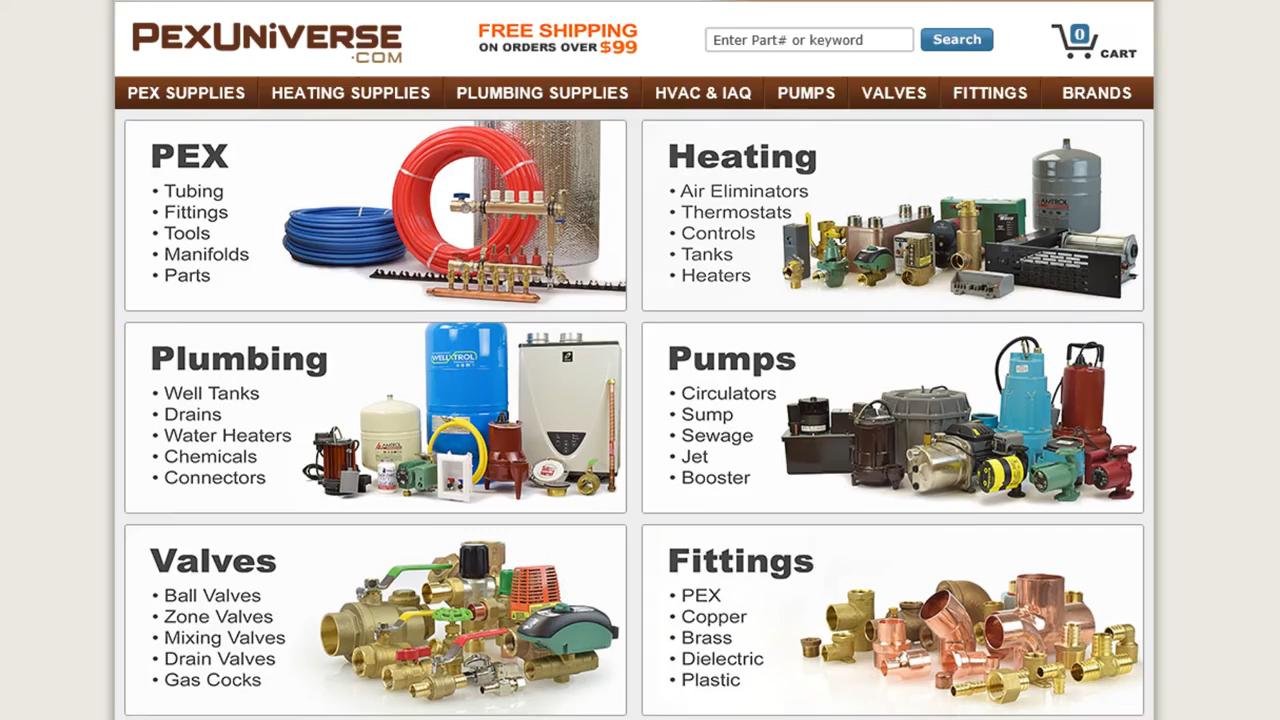 PEXUNiVERSE
.COM
FREE SHIPPING
ON ORDERS OVER $99
Enter Part# or keyword
Search
0
CART
PEX SUPPLIES
HEATING SUPPLIES
PLUMBING SUPPLIES
HVAC & IAQ
PUMPS
VALVES
FITTINGS
BRANDS
PEX
• Tubing
• Fittings
• Tools
• Manifolds
• Parts
Heating
• Air Eliminators
• Thermostats
• Controls
• Tanks
• Heaters
AMTROL
Plumbing
• Well Tanks
• Drains
• Water Heaters
• Chemicals
• Connectors
WELLXTROL
AMTROL
Pumps
• Circulators
• Sump
• Sewage
• Jet
• Booster
Valves
• Ball Valves
• Zone Valves
• Mixing Valves
• Drain Valves
• Gas Cocks
Fittings
• PEX
• Copper
• Brass
• Dielectric
• Plastic